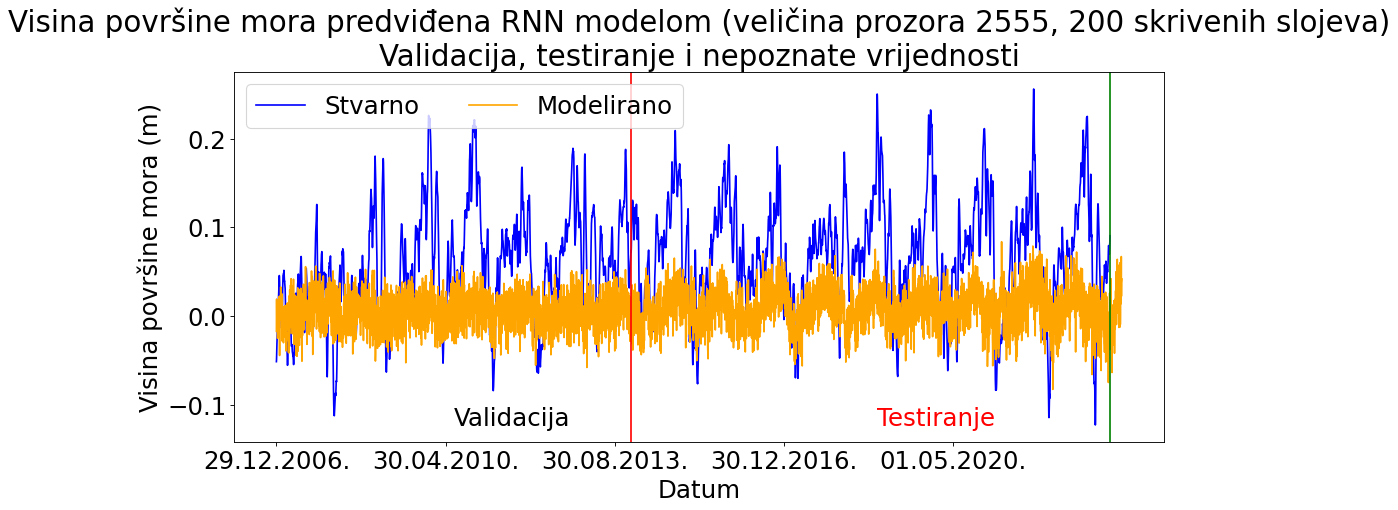 Visina površine mora predviđena RNN modelom (veličina prozora 2555, 200 skrivenih slojeva)
Validacija, testiranje i nepoznate vrijednosti
Stvarno
Modelirano
Visina površine mora (m)
0.2
0.1
0.0
−0.1
Validacija
Testiranje
29.12.2006.
30.04.2010.
30.08.2013.
30.12.2016.
01.05.2020.
Datum